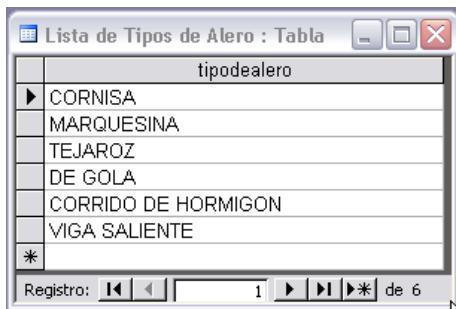 Lista de Tipos de Alero : Tabla
tipodealero
CORNISA
MARQUESINA
TEJAROZ
DE GOLA
CORRIDO DE HORMIGON
VIGA SALIENTE
Registro: 1 de 6